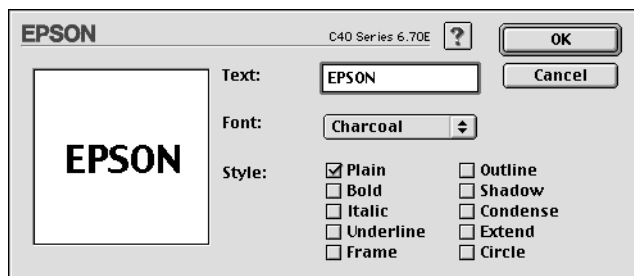 EPSON
C40 Series 6.70E
?
OK
Text:
EPSON
Cancel
Font:
Charcoal
EPSON
Style:
Plain
Outline
Bold
Shadow
Italic
Condense
Underline
Extend
Frame
Circle